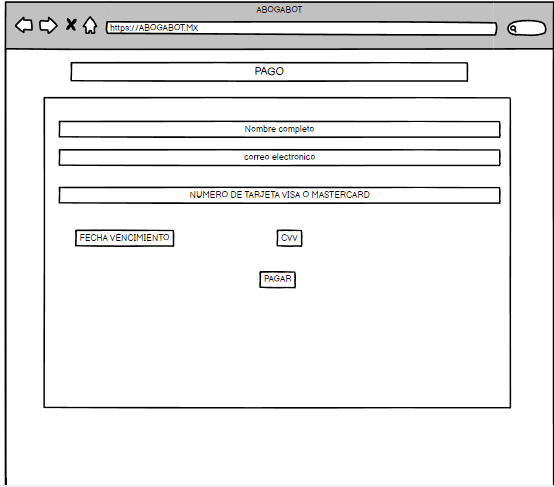 ABOGABOT
https://ABOGABOT.MX
PAGO
Nombre completo
correo electronico
NUMERO DE TARJETA VISA O MASTERCARD
FECHA VENCIMIENTO
CVV
PAGAR